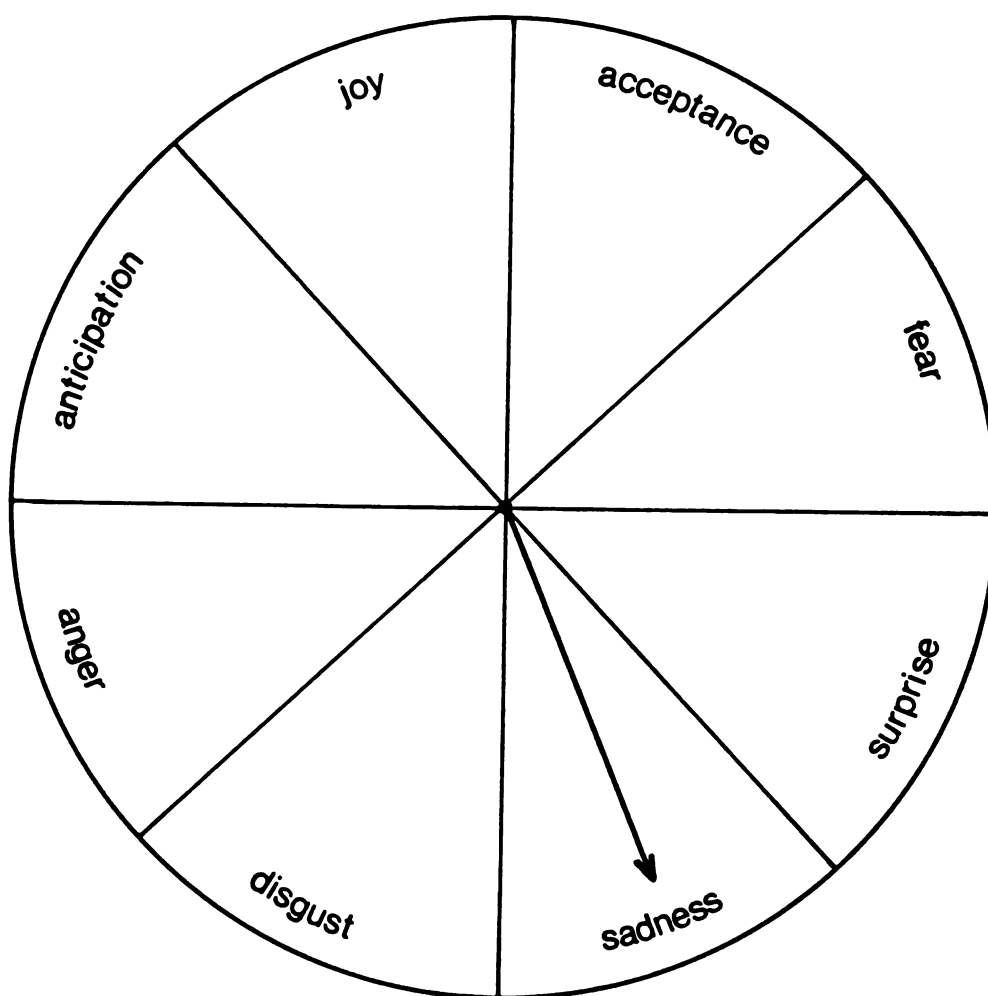 joy
acceptance
anticipation
fear
anger
surprise
disgust
sadness